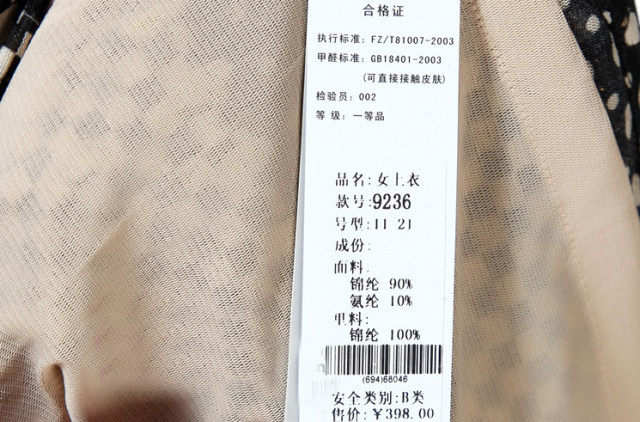 合格证
执行标准: FZ/T81007-2003
甲醛标准: GB18401-2003
(可直接接触皮肤)
检验员: 002
等 级: 一等品
品名:女上衣
款号:9236
号型:11 21
成份:
面料:
锦纶 90%
氨纶 10%
里料:
锦纶 100%
(694)68046
安全类别:B类
售价:￥398.00